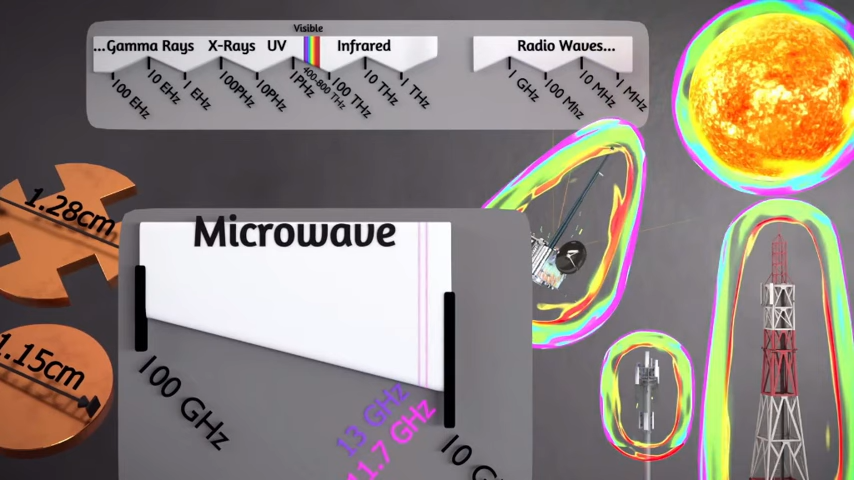 Visible
...Gamma Rays X-Rays UV Infrared Radio Waves...
100 EHz 10 EHz 1 EHz 100PHz 10PHz 1PHz 400-800 THz 100 THz 10 THz 1 THz 1 GHz 100 Mhz 10 MHz 1 MHz
1.28cm
Microwave
1.15cm
100 GHz
13 GHz
11.7 GHz